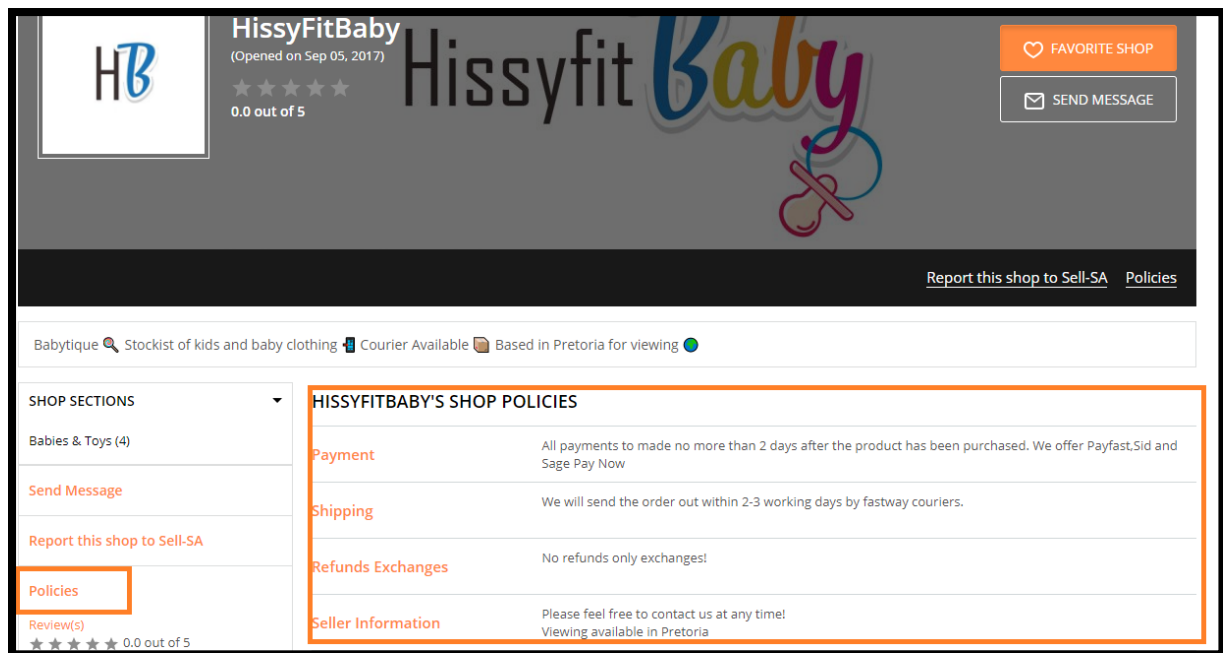 HB
HissyFitBaby
(Opened on Sep 05, 2017)
0.0 out of 5
Hissyfit Baby
FAVORITE SHOP
SEND MESSAGE
Report this shop to Sell-SA Policies
Babytique 🔍 Stockist of kids and baby clothing 📲 Courier Available 📦 Based in Pretoria for viewing 🌍
SHOP SECTIONS
Babies & Toys (4)
Send Message
Report this shop to Sell-SA
Policies
Review(s)
0.0 out of 5
HISSYFITBABY'S SHOP POLICIES
Payment
All payments to made no more than 2 days after the product has been purchased. We offer Payfast,Sid and
Sage Pay Now
Shipping
We will send the order out within 2-3 working days by fastway couriers.
Refunds Exchanges
No refunds only exchanges!
Seller Information
Please feel free to contact us at any time!
Viewing available in Pretoria